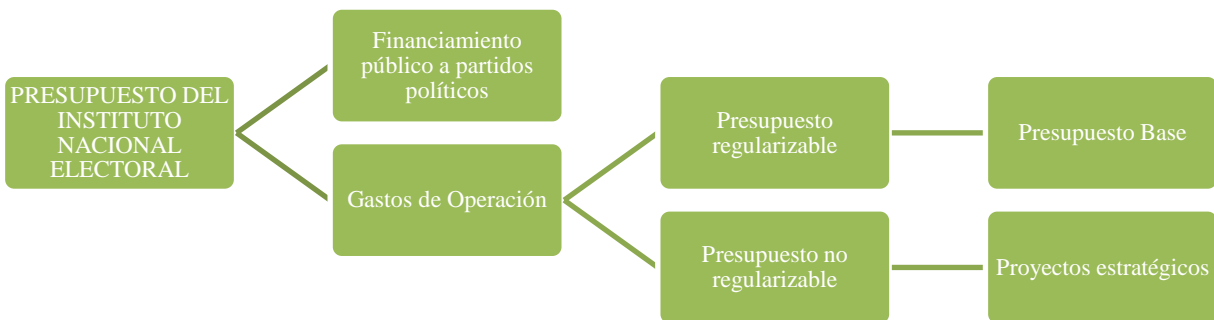 PRESUPUESTO DEL
INSTITUTO
NACIONAL
ELECTORAL
Financiamiento
público a partidos
políticos
Gastos de Operación
Presupuesto
regularizable
Presupuesto Base
Presupuesto no
regularizable
Proyectos estratégicos